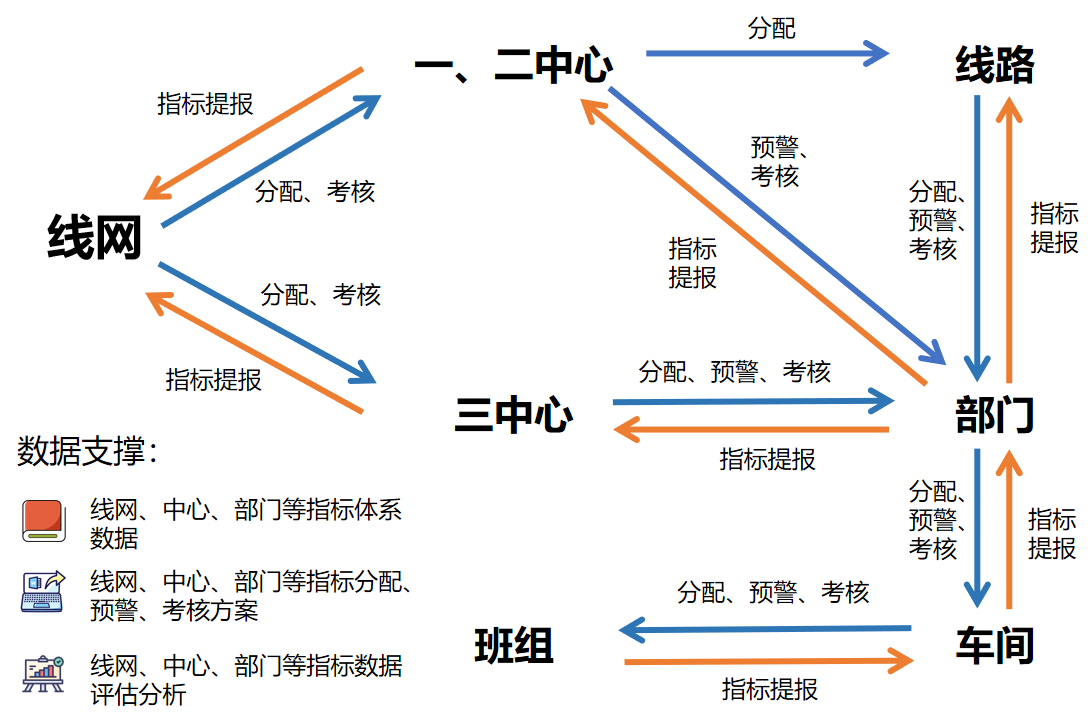 分配
一、二中心
线路
指标提报
预警、
考核
分配、考核
分配、
预警、
考核
指标
提报
线网
指标
提报
分配、考核
指标提报
分配、预警、考核
三中心
部门
指标提报
数据支撑：
线网、中心、部门等指标体系
数据
分配、
预警、
考核
指标
提报
线网、中心、部门等指标分配、
预警、考核方案
分配、预警、考核
班组
车间
线网、中心、部门等指标数据
评估分析
指标提报